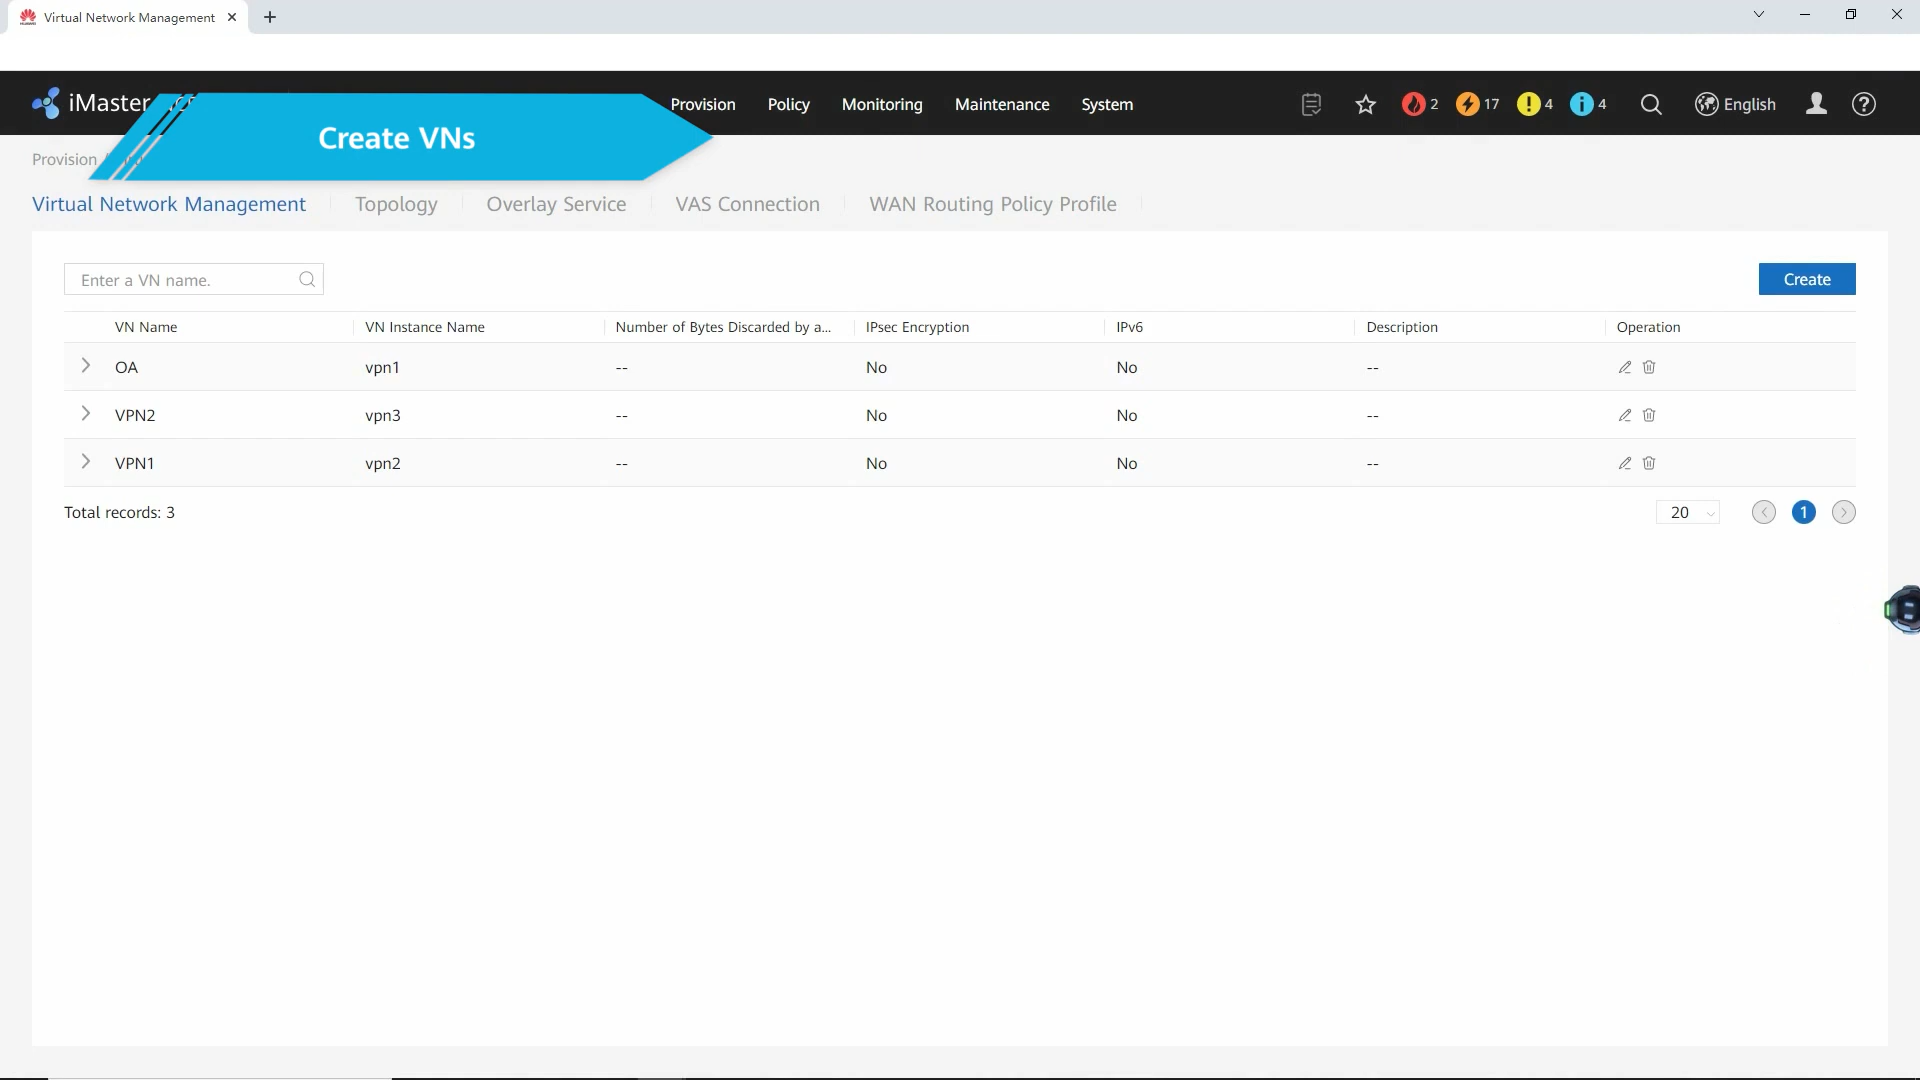 Virtual Network Management
iMaster
Provision Policy Monitoring Maintenance System 2 17 4 4 English
Create VNs
Provision
Virtual Network Management Topology Overlay Service VAS Connection WAN Routing Policy Profile
Enter a VN name. Create
VN Name VN Instance Name Number of Bytes Discarded by a... IPsec Encryption IPv6 Description Operation
OA vpn1 -- No No --
VPN2 vpn3 -- No No --
VPN1 vpn2 -- No No --
Total records: 3 20 1